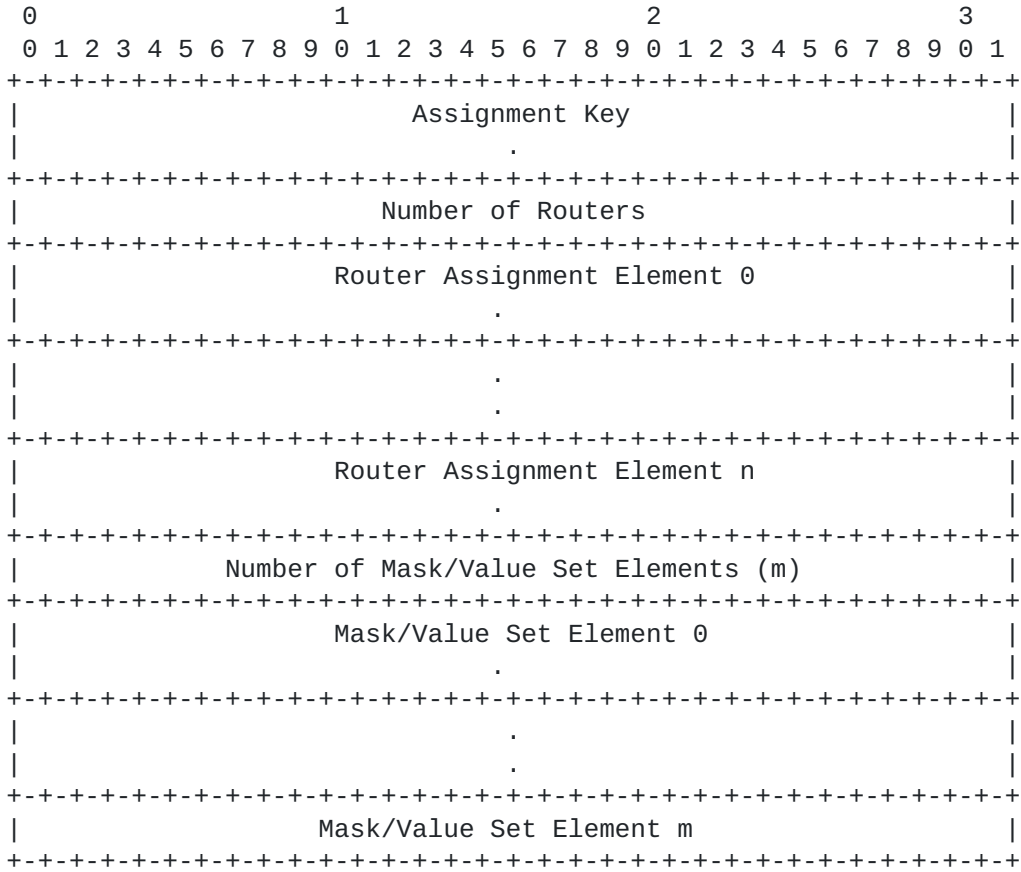 0                   1                   2                   3
 0 1 2 3 4 5 6 7 8 9 0 1 2 3 4 5 6 7 8 9 0 1 2 3 4 5 6 7 8 9 0 1
+-+-+-+-+-+-+-+-+-+-+-+-+-+-+-+-+-+-+-+-+-+-+-+-+-+-+-+-+-+-+-+-+
|                         Assignment Key                        |
|                               .                               |
+-+-+-+-+-+-+-+-+-+-+-+-+-+-+-+-+-+-+-+-+-+-+-+-+-+-+-+-+-+-+-+-+
|                       Number of Routers                       |
+-+-+-+-+-+-+-+-+-+-+-+-+-+-+-+-+-+-+-+-+-+-+-+-+-+-+-+-+-+-+-+-+
|                    Router Assignment Element 0                |
|                              .                                |
+-+-+-+-+-+-+-+-+-+-+-+-+-+-+-+-+-+-+-+-+-+-+-+-+-+-+-+-+-+-+-+-+
|                              .                                |
|                              .                                |
+-+-+-+-+-+-+-+-+-+-+-+-+-+-+-+-+-+-+-+-+-+-+-+-+-+-+-+-+-+-+-+-+
|                    Router Assignment Element n                |
|                              .                                |
+-+-+-+-+-+-+-+-+-+-+-+-+-+-+-+-+-+-+-+-+-+-+-+-+-+-+-+-+-+-+-+-+
|             Number of Mask/Value Set Elements (m)             |
+-+-+-+-+-+-+-+-+-+-+-+-+-+-+-+-+-+-+-+-+-+-+-+-+-+-+-+-+-+-+-+-+
|                    Mask/Value Set Element 0                   |
|                              .                                |
+-+-+-+-+-+-+-+-+-+-+-+-+-+-+-+-+-+-+-+-+-+-+-+-+-+-+-+-+-+-+-+-+
|                               .                               |
|                               .                               |
+-+-+-+-+-+-+-+-+-+-+-+-+-+-+-+-+-+-+-+-+-+-+-+-+-+-+-+-+-+-+-+-+
|                   Mask/Value Set Element m                    |
+-+-+-+-+-+-+-+-+-+-+-+-+-+-+-+-+-+-+-+-+-+-+-+-+-+-+-+-+-+-+-+-+